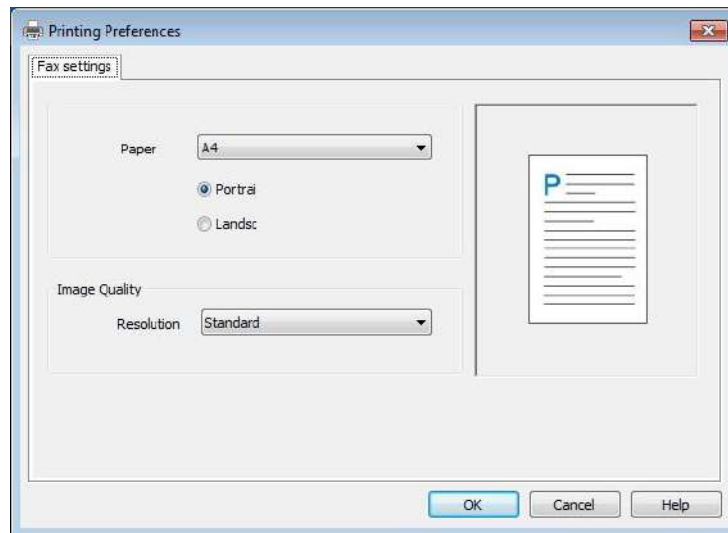 Printing Preferences
Fax settings
Paper A4
Portrai
Landsc
P
Image Quality
Resolution Standard
OK Cancel Help